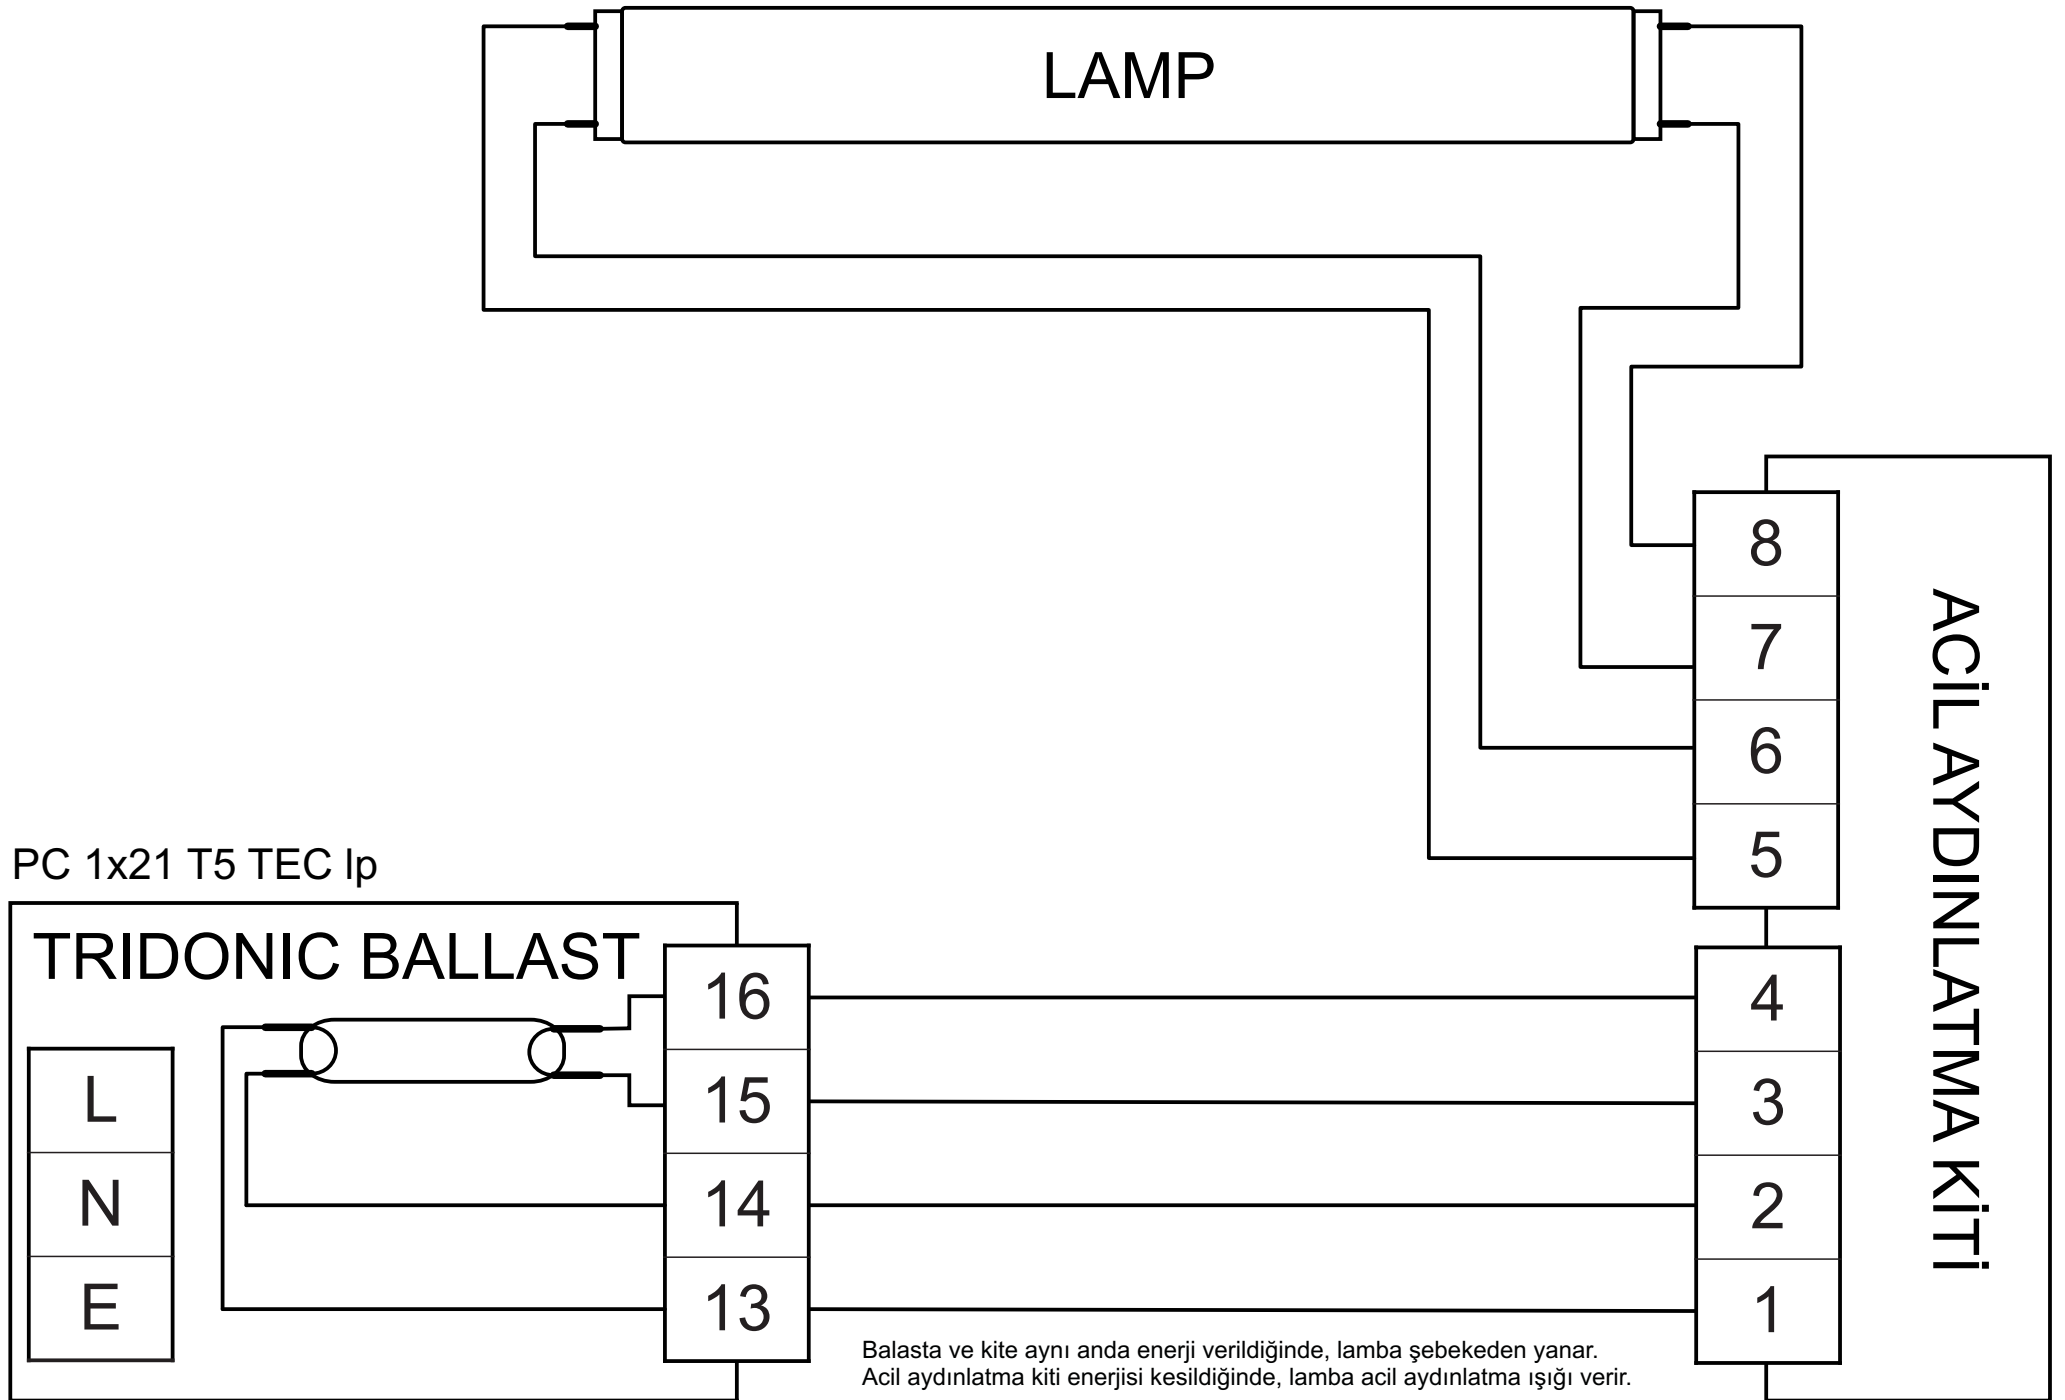 LAMP
8
7
6
5
ACİL AYDINLATMA KİTİ
PC 1x21 T5 TEC lp
TRIDONIC BALLAST
L
N
E
16
15
14
13
4
3
2
1
Balasta ve kite aynı anda enerji verildiğinde, lamba şebekeden yanar.
Acil aydınlatma kiti enerjisi kesildiğinde, lamba acil aydınlatma ışığı verir.